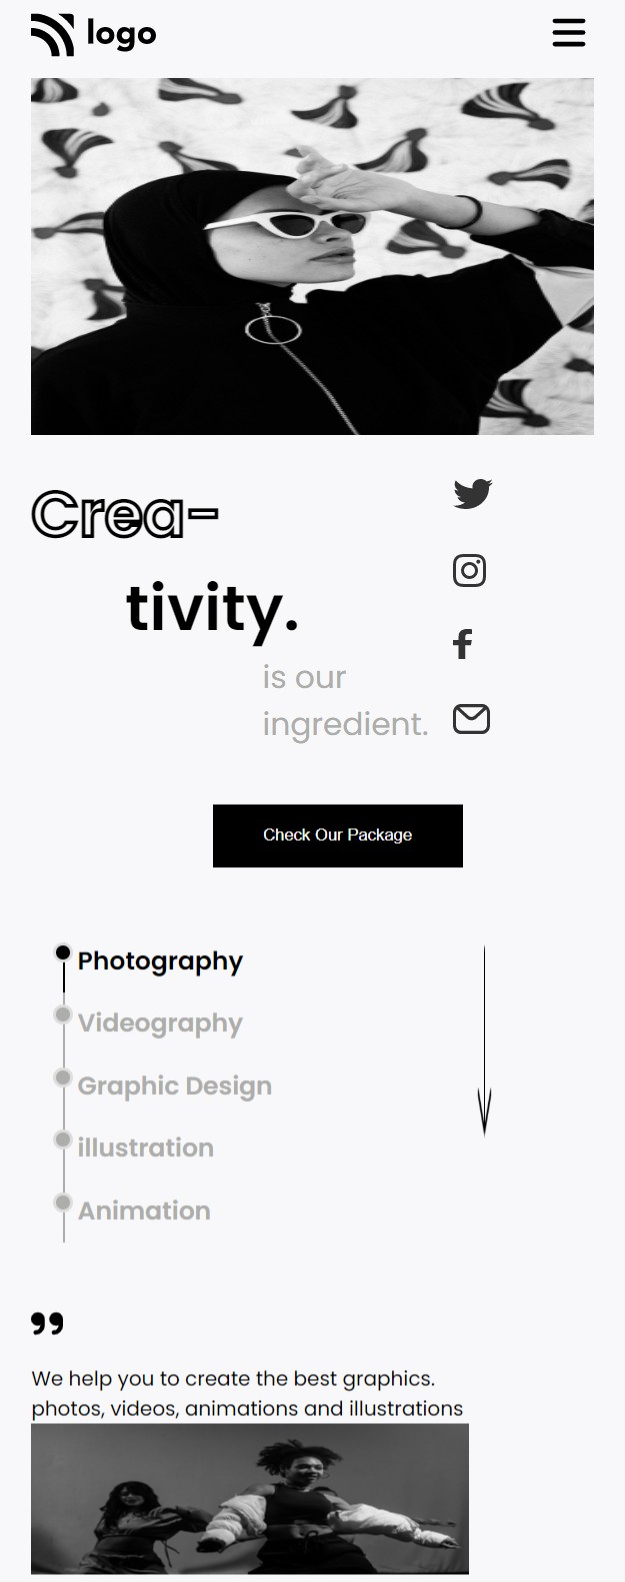 logo
Crea-
tivity.
is our
ingredient.
Check Our Package
Photography
Videography
Graphic Design
illustration
Animation
”
We help you to create the best graphics.
photos, videos, animations and illustrations